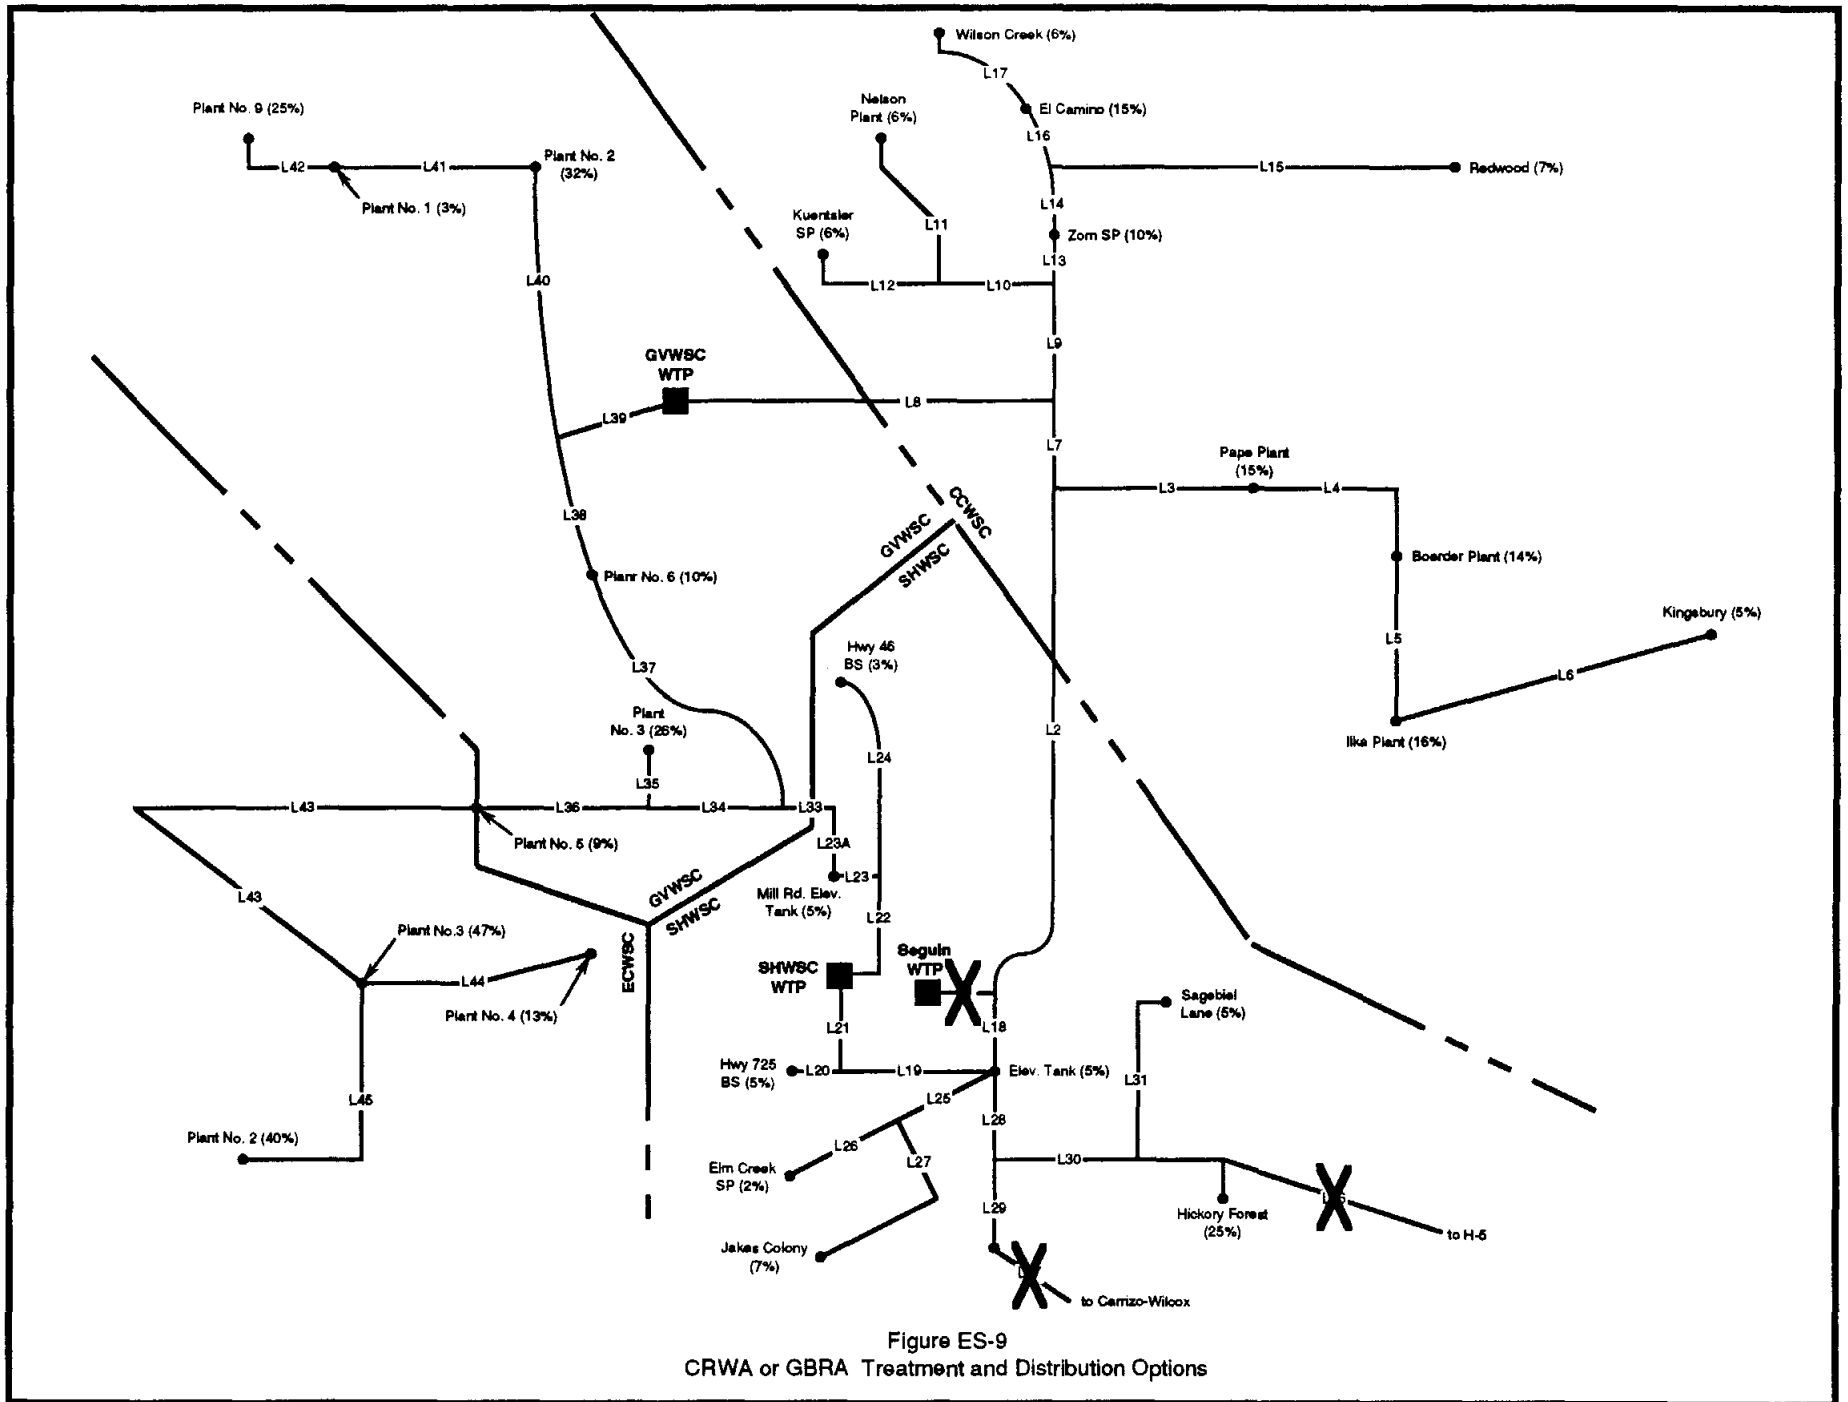 Wilson Creek (6%)
L17
Plant No. 9 (25%)
Nelson
Plant (6%)
El Camino (15%)
L16
Plant No. 2
(32%)
L42
L41
L15
Redwood (7%)
Plant No. 1 (3%)
L14
Kuentsler
SP (6%)
L11
Zorn SP (10%)
L13
L40
L12
L10
L9
GVWSC
WTP
L39
L8
L7
Pape Plant
(15%)
L3
L4
CCWSC
L38
GVWSC
SHWSC
Boerder Plant (14%)
Planr No. 6 (10%)
Kingsbury (5%)
L5
Hwy 46
BS (3%)
L37
L6
Plant
No. 3 (26%)
L2
Ilka Plant (16%)
L24
L35
L43
L36
L34
L33
L23A
Plant No. 5 (9%)
L23
Mill Rd. Elev.
Tank (5%)
GVWSC
SHWSC
L43
L22
Plant No.3 (47%)
ECWSC
SHWSC
WTP
Seguin
WTP
L44
Plant No. 4 (13%)
Sagebiel
Lane (5%)
L21
L18
Hwy 725
BS (5%)
L20
L19
Elev. Tank (5%)
L31
L45
L25
L28
Plant No. 2 (40%)
L26
L27
L30
Elm Creek
SP (2%)
L29
Hickory Forest
(25%)
to H-5
Jakes Colony
(7%)
to Carrizo-Wilcox
Figure ES-9
CRWA or GBRA Treatment and Distribution Options